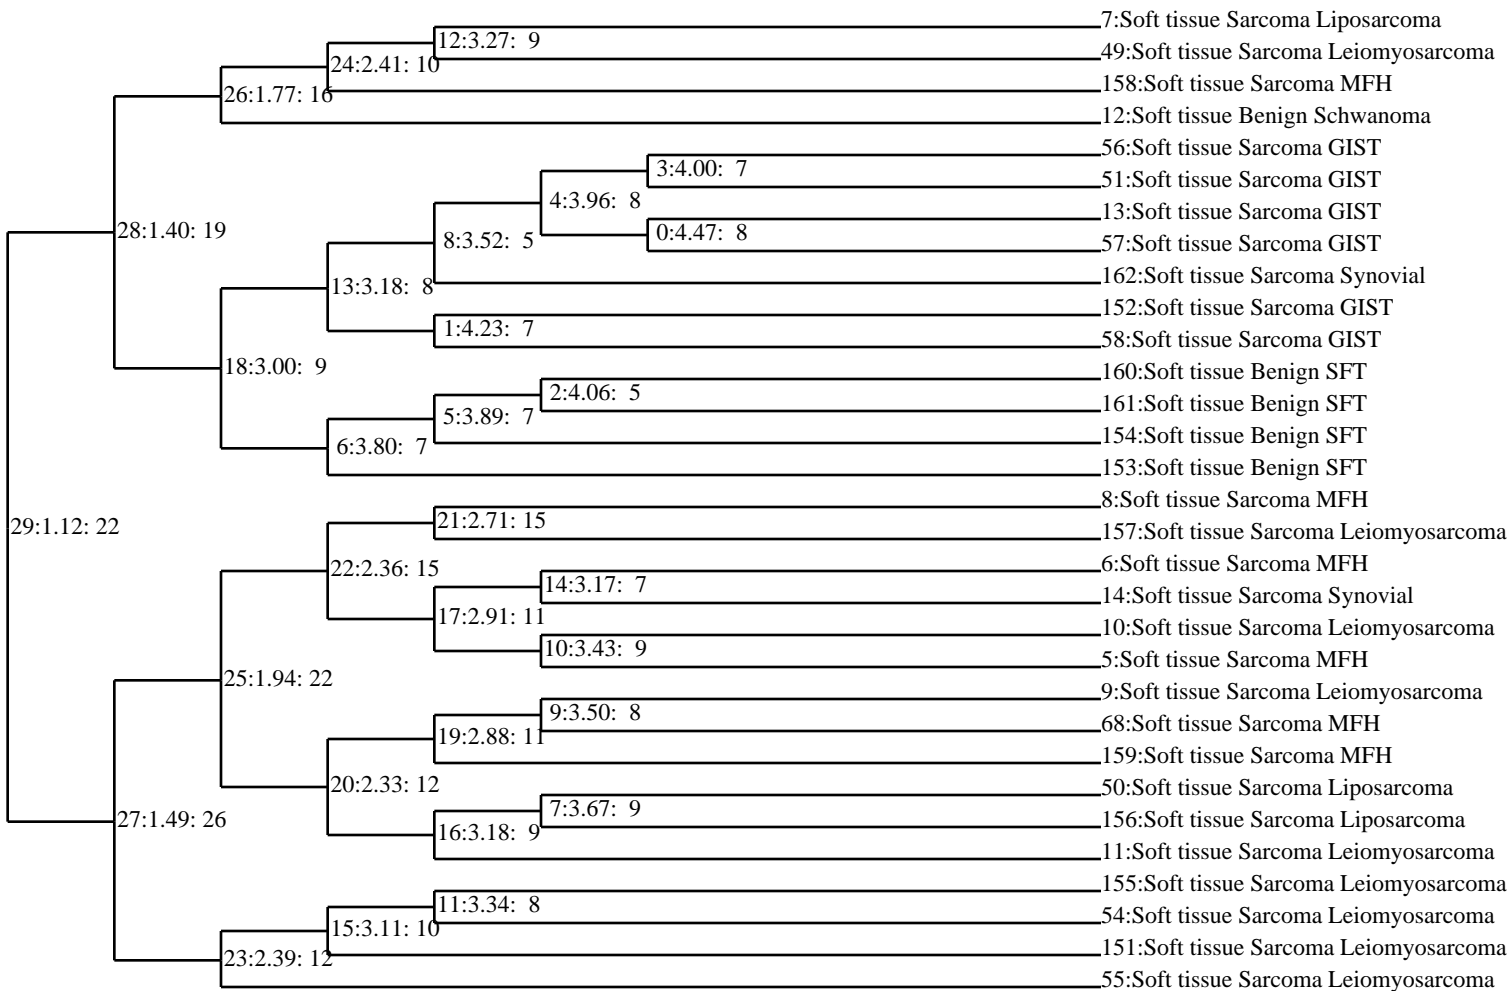 7:Soft tissue Sarcoma Liposarcoma
12:3.27: 9
49:Soft tissue Sarcoma Leiomyosarcoma
24:2.41: 10
158:Soft tissue Sarcoma MFH
26:1.77: 16
12:Soft tissue Benign Schwanoma
56:Soft tissue Sarcoma GIST
3:4.00: 7
51:Soft tissue Sarcoma GIST
4:3.96: 8
13:Soft tissue Sarcoma GIST
28:1.40: 19
0:4.47: 8
8:3.52: 5
57:Soft tissue Sarcoma GIST
162:Soft tissue Sarcoma Synovial
13:3.18: 8
152:Soft tissue Sarcoma GIST
1:4.23: 7
58:Soft tissue Sarcoma GIST
18:3.00: 9
160:Soft tissue Benign SFT
2:4.06: 5
161:Soft tissue Benign SFT
5:3.89: 7
154:Soft tissue Benign SFT
6:3.80: 7
153:Soft tissue Benign SFT
8:Soft tissue Sarcoma MFH
21:2.71: 15
29:1.12: 22
157:Soft tissue Sarcoma Leiomyosarcoma
22:2.36: 15
6:Soft tissue Sarcoma MFH
14:3.17: 7
14:Soft tissue Sarcoma Synovial
17:2.91: 11
10:Soft tissue Sarcoma Leiomyosarcoma
10:3.43: 9
5:Soft tissue Sarcoma MFH
25:1.94: 22
9:Soft tissue Sarcoma Leiomyosarcoma
9:3.50: 8
68:Soft tissue Sarcoma MFH
19:2.88: 11
159:Soft tissue Sarcoma MFH
20:2.33: 12
50:Soft tissue Sarcoma Liposarcoma
7:3.67: 9
27:1.49: 26
156:Soft tissue Sarcoma Liposarcoma
16:3.18: 9
11:Soft tissue Sarcoma Leiomyosarcoma
155:Soft tissue Sarcoma Leiomyosarcoma
11:3.34: 8
54:Soft tissue Sarcoma Leiomyosarcoma
15:3.11: 10
151:Soft tissue Sarcoma Leiomyosarcoma
23:2.39: 12
55:Soft tissue Sarcoma Leiomyosarcoma